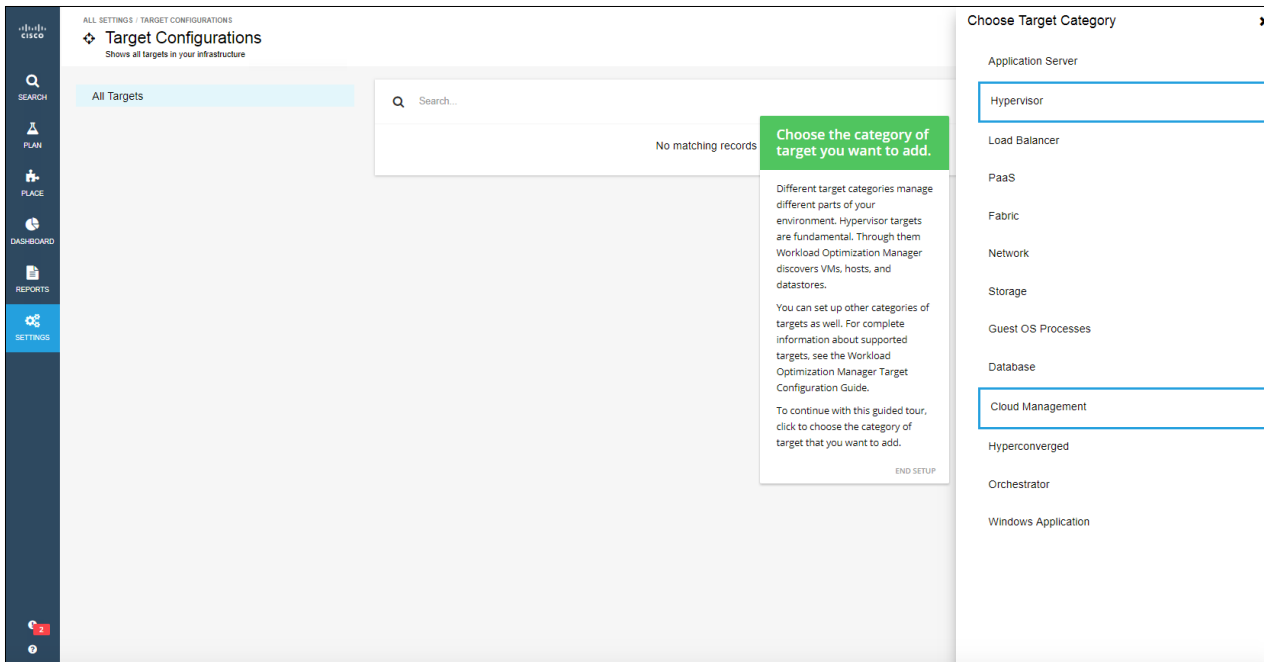 cisco
SEARCH
PLAN
PLACE
DASHBOARD
REPORTS
SETTINGS
2
?
ALL SETTINGS / TARGET CONFIGURATIONS
Target Configurations
Shows all targets in your infrastructure
All Targets
Search...
No matching records
Choose the category of
target you want to add.
Different target categories manage
different parts of your
environment. Hypervisor targets
are fundamental. Through them
Workload Optimization Manager
discovers VMs, hosts, and
datastores.
You can set up other categories of
targets as well. For complete
information about supported
targets, see the Workload
Optimization Manager Target
Configuration Guide.
To continue with this guided tour,
click to choose the category of
target that you want to add.
END SETUP
Choose Target Category
Application Server
Hypervisor
Load Balancer
PaaS
Fabric
Network
Storage
Guest OS Processes
Database
Cloud Management
Hyperconverged
Orchestrator
Windows Application